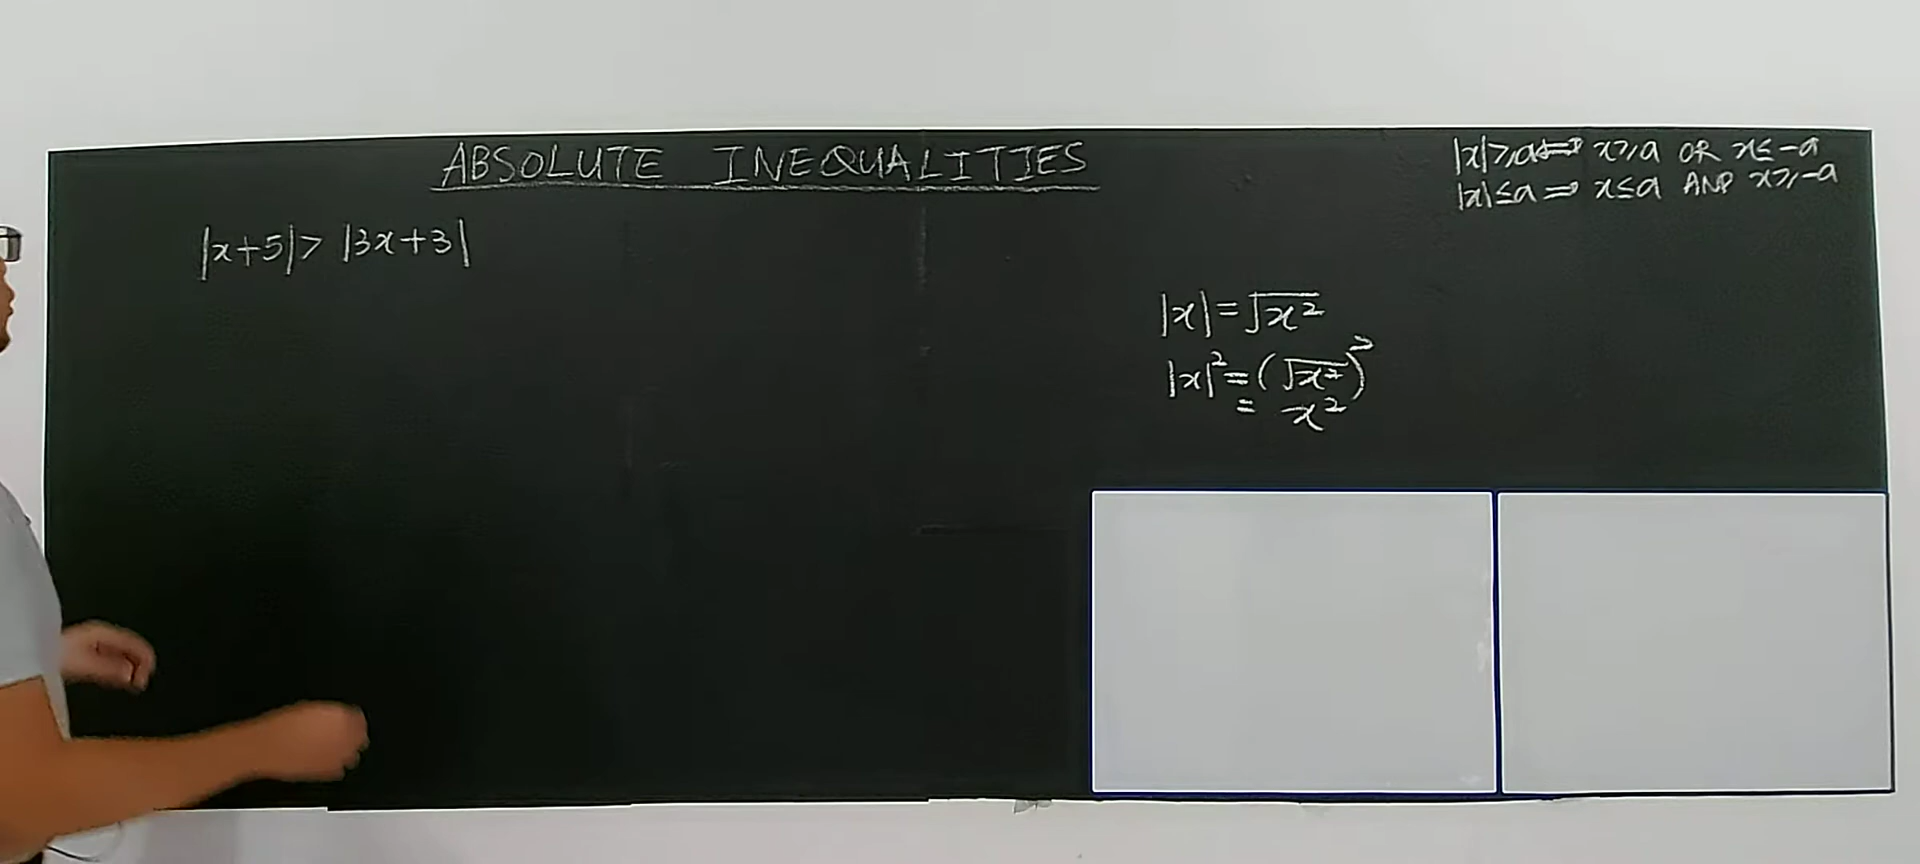 ABSOLUTE INEQUALITIES
|x|⩾a⟺ x⩾a OR x≤-a
|x|≤a ⟹ x≤a AND x⩾-a
|x+5|> |3x+3|
|x|=√x²
|x|²=(√x²)²
= x²